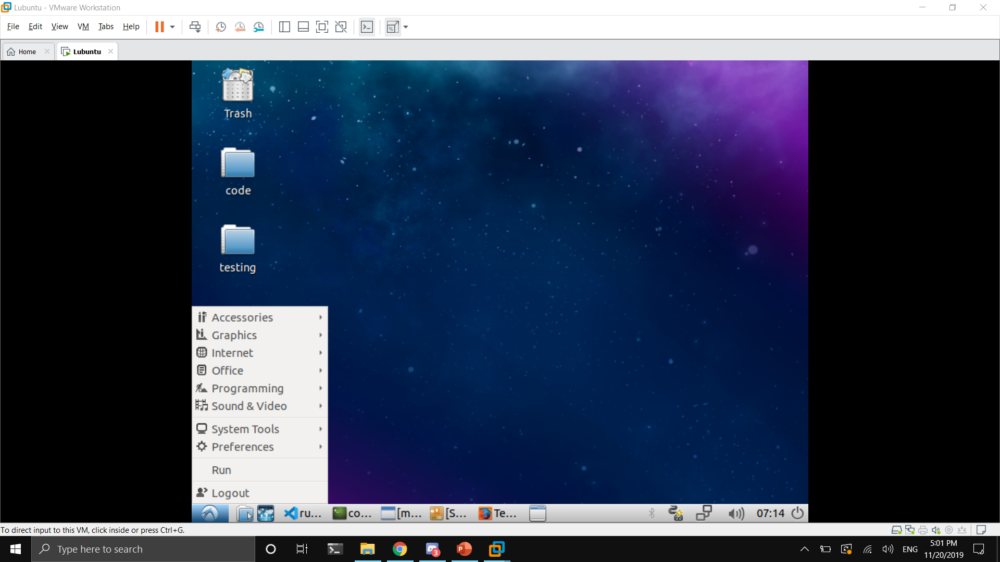 Lubuntu - VMware Workstation
File Edit View VM Tabs Help
Home Lubuntu
Trash
code
testing
Accessories
Graphics
Internet
Office
Programming
Sound & Video
System Tools
Preferences
Run
Logout
ru... co... [m... [S... Te... 07:14
To direct input to this VM, click inside or press Ctrl+G.
Type here to search
3
P
ENG
5:01 PM
11/20/2019